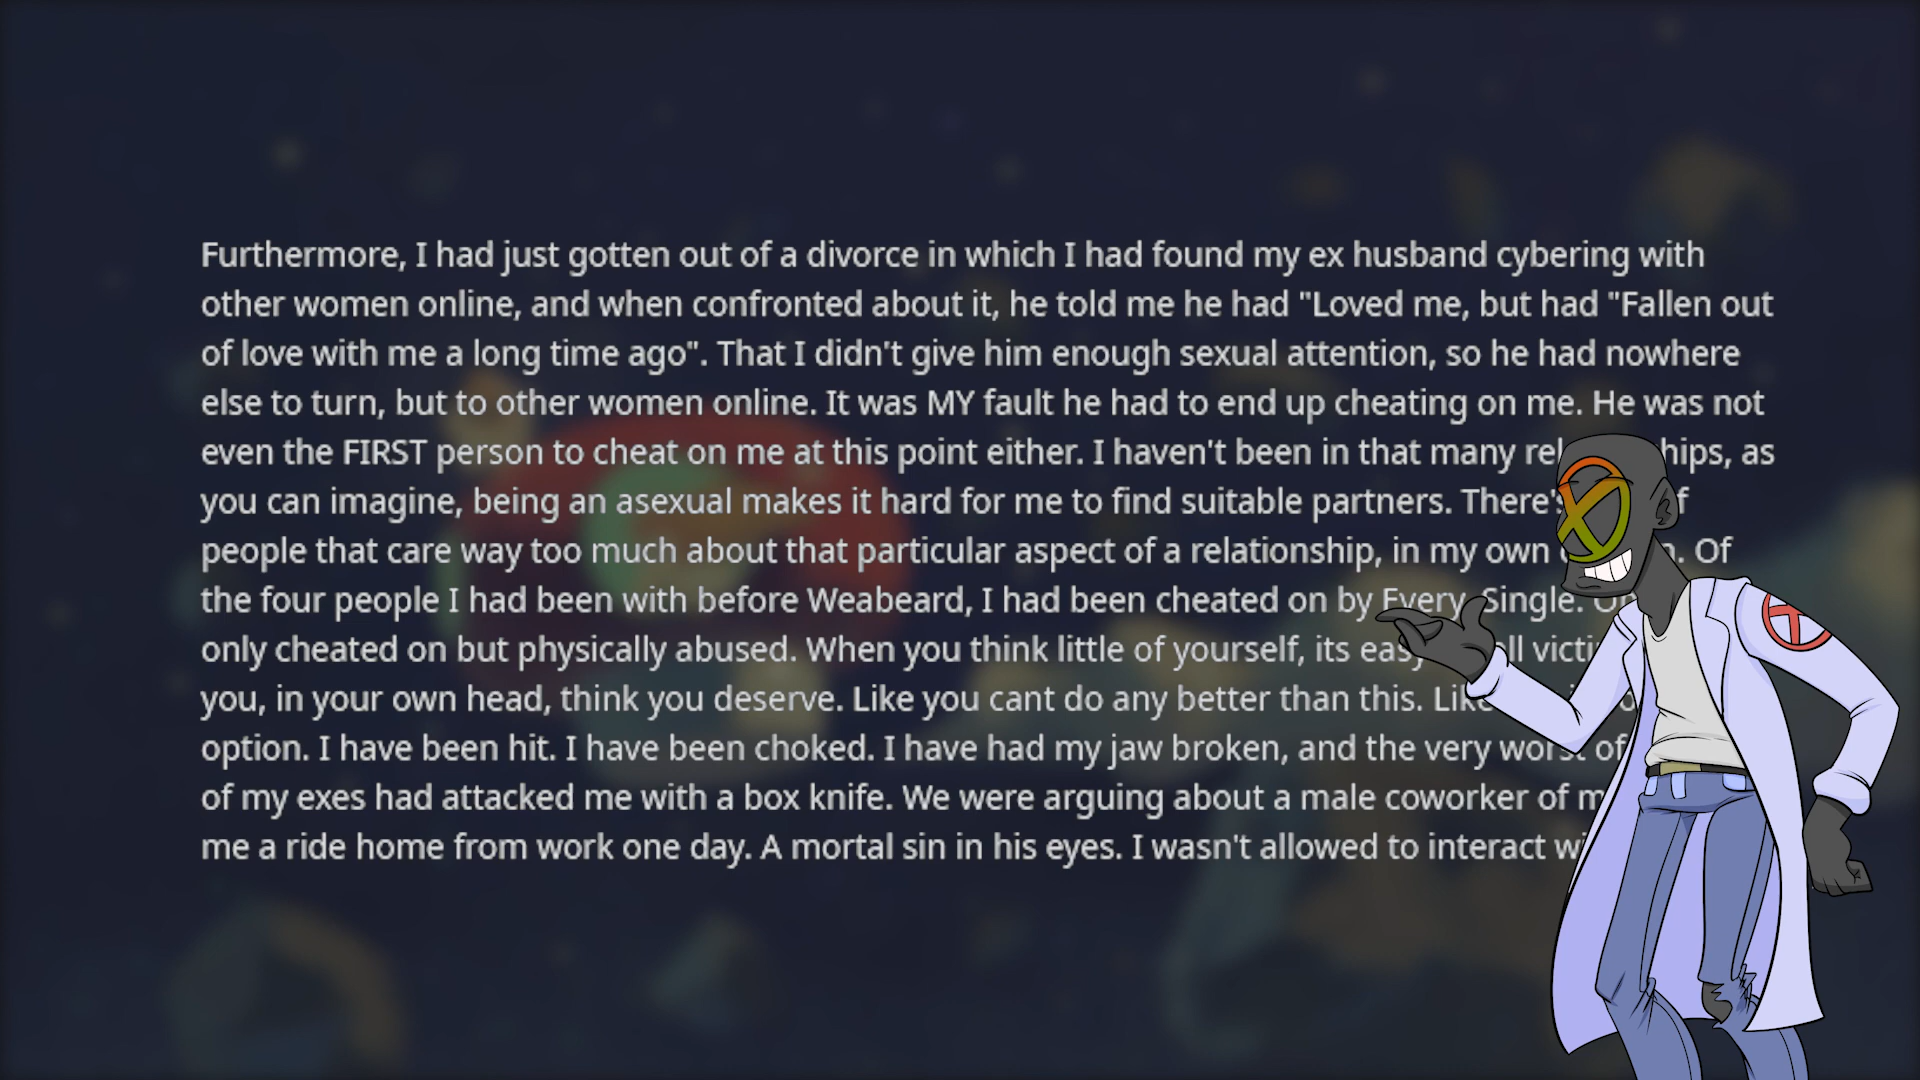 Furthermore, I had just gotten out of a divorce in which I had found my ex husband cybering with
other women online, and when confronted about it, he told me he had "Loved me, but had "Fallen out
of love with me a long time ago". That I didn't give him enough sexual attention, so he had nowhere
else to turn, but to other women online. It was MY fault he had to end up cheating on me. He was not
even the FIRST person to cheat on me at this point either. I haven't been in that many as
you can imagine, being an asexual makes it hard for me to find suitable partners. There's
people that care way too much about that particular aspect of a relationship, in my own Of
the four people I had been with before Weabeard, I had been cheated on by Every. Single.
only cheated on but physically abused. When you think little of yourself, its easy
you, in your own head, think you deserve. Like you cant do any better than this.
option. I have been hit. I have been choked. I have had my jaw broken, and the very worst of
of my exes had attacked me with a box knife. We were arguing about a male coworker of
me a ride home from work one day. A mortal sin in his eyes. I wasn't allowed to interact